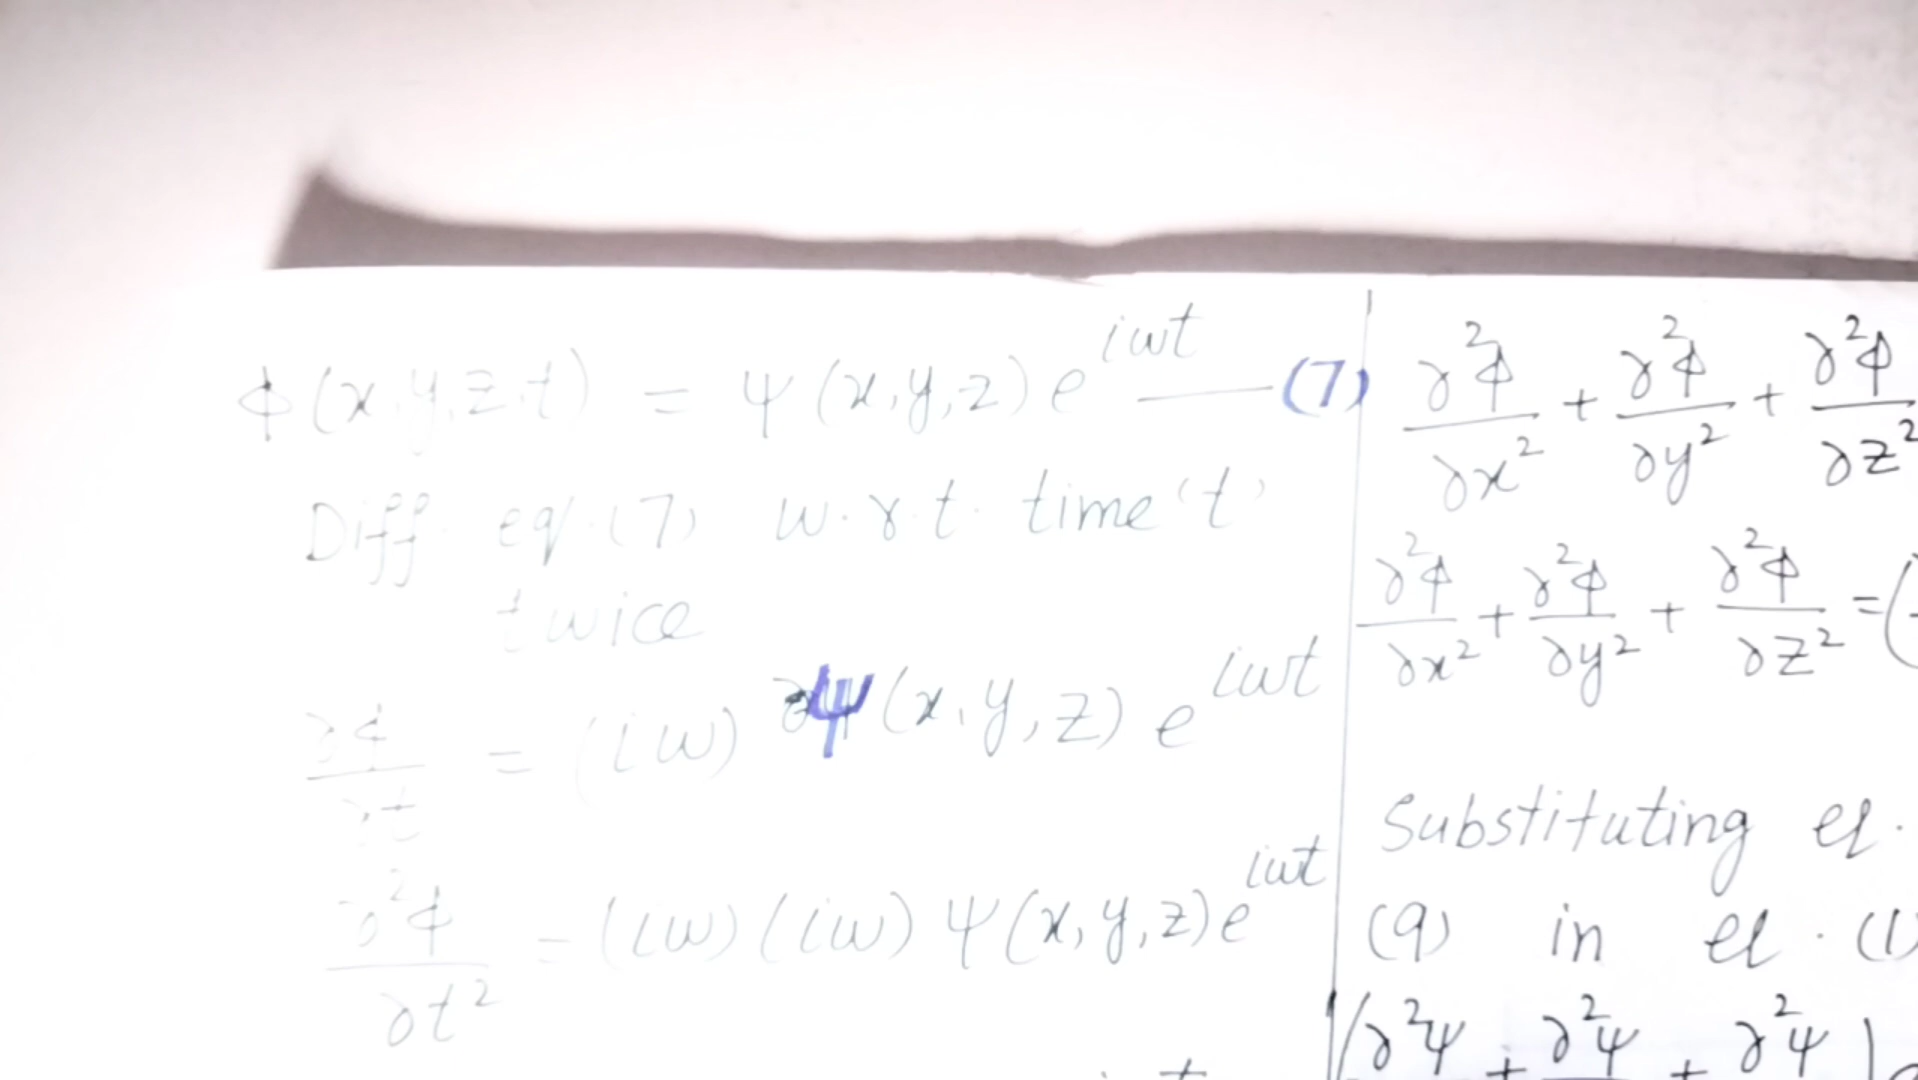 ϕ(x,y,z,t) = ψ(x,y,z) e^{iωt} —— (7)
Diff. eq.(7) w.r.t. time 't'
twice
∂ϕ/∂t = (iω) ψ(x,y,z) e^{iωt}
∂²ϕ/∂t² = (iω)(iω) ψ(x,y,z) e^{iωt}
∂²ϕ/∂x² + ∂²ϕ/∂y² + ∂²ϕ/∂z²
∂²ϕ/∂x² + ∂²ϕ/∂y² + ∂²ϕ/∂z² = (
Substituting eq.
(9) in eq. (1
(∂²ψ + ∂²ψ + ∂²ψ)